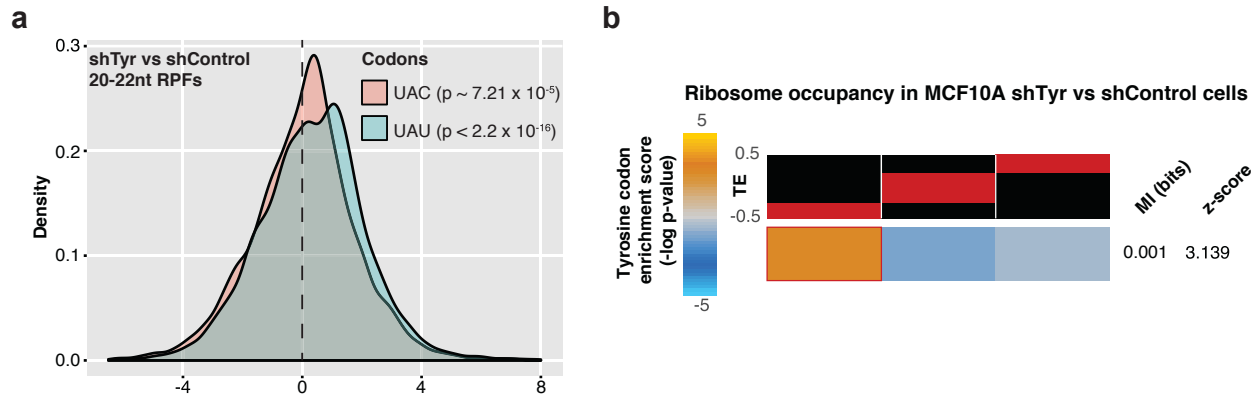 a
shTyr vs shControl
20-22nt RPFs
Codons
UAC (p ~ 7.21 x 10⁻⁵)
UAU (p < 2.2 x 10⁻¹⁶)
Density
0.3
0.2
0.1
0.0
-4
0
4
8
b
Ribosome occupancy in MCF10A shTyr vs shControl cells
Tyrosine codon
enrichment score
(-log p-value)
5
-5
TE
0.5
-0.5
MI (bits)
z-score
0.001
3.139